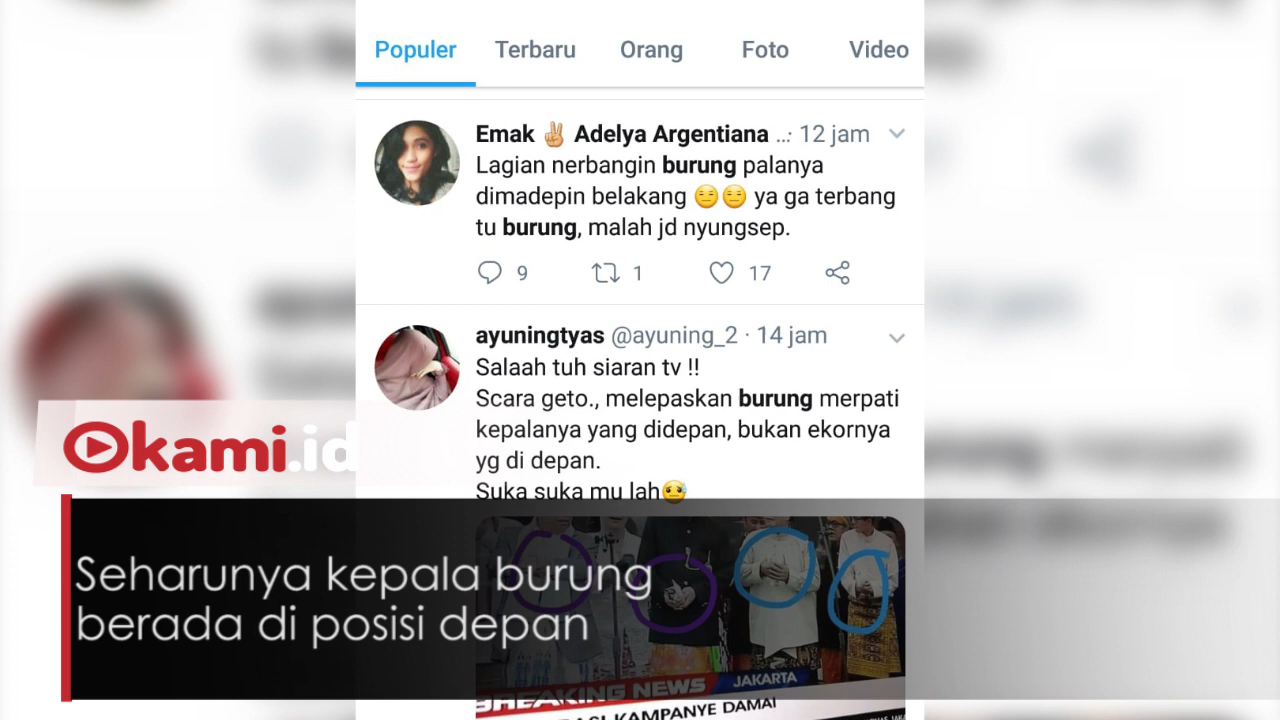 Populer Terbaru Orang Foto Video
Emak ✌ Adelya Argentiana ..: 12 jam
Lagian nerbangin burung palanya
dimadepin belakang 😑😑 ya ga terbang
tu burung, malah jd nyungsep.
9 1 17
ayuningtyas @ayuning_2 · 14 jam
Salaah tuh siaran tv !!
Scara geto., melepaskan burung merpati
kepalanya yang didepan, bukan ekornya
yg di depan.
Suka suka mu lah😓
Okami.id
Seharunya kepala burung
berada di posisi depan
BREAKING NEWS JAKARTA
KAMPANYE DAMAI